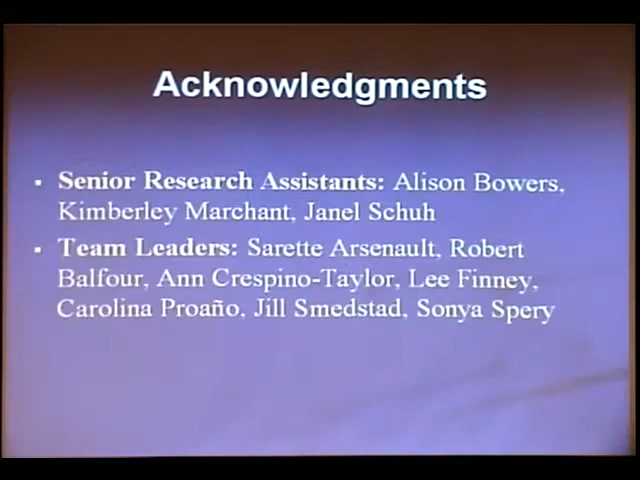 Acknowledgments
▪ Senior Research Assistants: Alison Bowers,
Kimberley Marchant, Janel Schuh
▪ Team Leaders: Sarette Arsenault, Robert
Balfour, Ann Crespino-Taylor, Lee Finney,
Carolina Proaño, Jill Smedstad, Sonya Spery